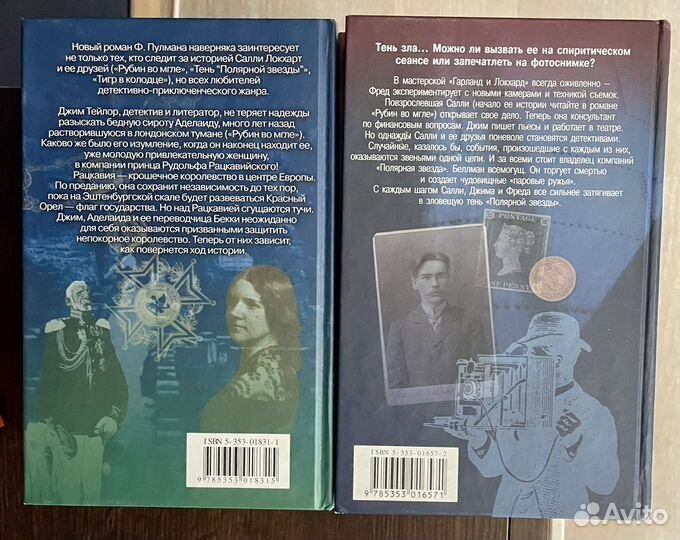 Новый роман Ф. Пулмана наверняка заинтересует
не только тех, кто следит за историей Салли Локхарт
и ее друзей («Рубин во мгле», «Тень "Полярной звезды"»,
«Тигр в колодце»), но всех любителей
детективно-приключенческого жанра.
Джим Тейлор, детектив и литератор, не теряет надежды
разыскать бедную сироту Аделаиду, много лет назад
растворившуюся в лондонском тумане («Рубин во мгле»).
Каково же было его изумление, когда он наконец находит ее,
уже молодую привлекательную женщину,
в компании принца Рудольфа Рацкавийского!
Рацкавия — крошечное королевство в центре Европы.
По преданию, она сохранит независимость до тех пор,
пока на Эштенбургской скале будет развеваться Красный
Орел — флаг государства. Но над Рацкавией сгущаются тучи.
Джим, Аделаида и ее переводчица Бекки неожиданно
для себя оказываются призванными защитить
непокорное королевство. Теперь от них зависит,
как повернется ход истории.
ISBN 5-353-01831-1
9 785353 018315
Тень зла... Можно ли вызвать ее на спиритическом
сеансе или запечатлеть на фотоснимке?
В мастерской «Гарланд и Локхард» всегда оживленно —
Фред экспериментирует с новыми камерами и техникой съемок.
Повзрослевшая Салли (начало ее истории читайте в романе
«Рубин во мгле») открывает свое дело. Теперь она консультант
по финансовым вопросам. Джим пишет пьесы и работает в театре.
Но однажды Салли и ее друзья поневоле становятся детективами.
Случайные, казалось бы, события, произошедшие с каждым из них,
оказываются звеньями одной цепи. И за всеми стоит владелец компании
«Полярная звезда». Беллман всемогущ. Он торгует смертью
и создает чудовищные «паровые ружья».
С каждым шагом Салли, Джима и Фреда все сильнее затягивает
в зловещую тень «Полярной звезды».
POSTAGE
ONE PENNY
ISBN 5-353-01657-2
9 785353 016571
Avito